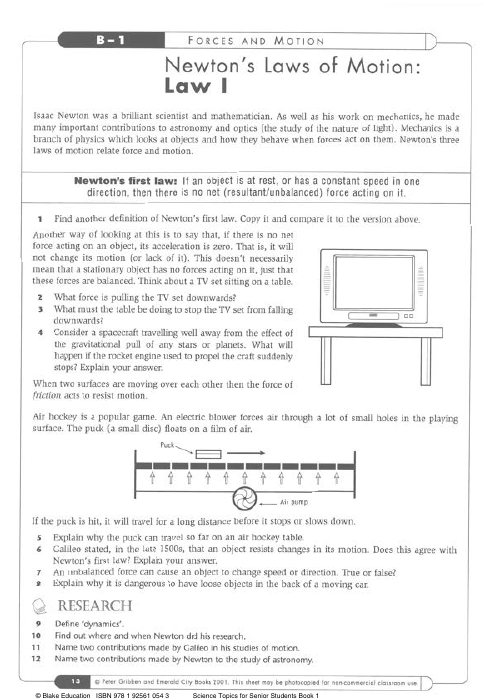 B–1
FORCES AND MOTION
Newton's Laws of Motion:
Law I
Isaac Newton was a brilliant scientist and mathematician. As well as his work on mechanics, he made
many important contributions to astronomy and optics (the study of the nature of light). Mechanics is a
branch of physics which looks at objects and how they behave when forces act on them. Newton's three
laws of motion relate force and motion.
Newton's first law: If an object is at rest, or has a constant speed in one
direction, then there is no net (resultant/unbalanced) force acting on it.
1 Find another definition of Newton's first law. Copy it and compare it to the version above.
Another way of looking at this is to say that, if there is no net
force acting on an object, its acceleration is zero. That is, it will
not change its motion (or lack of it). This doesn't necessarily
mean that a stationary object has no forces acting on it, just that
these forces are balanced. Think about a TV set sitting on a table.
2 What force is pulling the TV set downwards?
3 What must the table be doing to stop the TV set from falling
downwards?
4 Consider a spacecraft travelling well away from the effect of
the gravitational pull of any stars or planets. What will
happen if the rocket engine used to propel the craft suddenly
stops? Explain your answer.
When two surfaces are moving over each other then the force of
friction acts to resist motion.
Air hockey is a popular game. An electric blower forces air through a lot of small holes in the playing
surface. The puck (a small disc) floats on a film of air.
Puck
Air pump
If the puck is hit, it will travel for a long distance before it stops or slows down.
5 Explain why the puck can travel so far on an air hockey table.
6 Galileo stated, in the late 1500s, that an object resists changes in its motion. Does this agree with
Newton's first law? Explain your answer.
7 An unbalanced force can cause an object to change speed or direction. True or false?
8 Explain why it is dangerous to have loose objects in the back of a moving car.
RESEARCH
9 Define 'dynamics'.
10 Find out where and when Newton did his research.
11 Name two contributions made by Galileo in his studies of motion.
12 Name two contributions made by Newton to the study of astronomy.
© Peter Gribben and Emerald City Books 2001. This sheet may be photocopied for non-commercial classroom use.
© Blake Education ISBN 978 1 92561 054 3 Science Topics for Senior Students Book 1